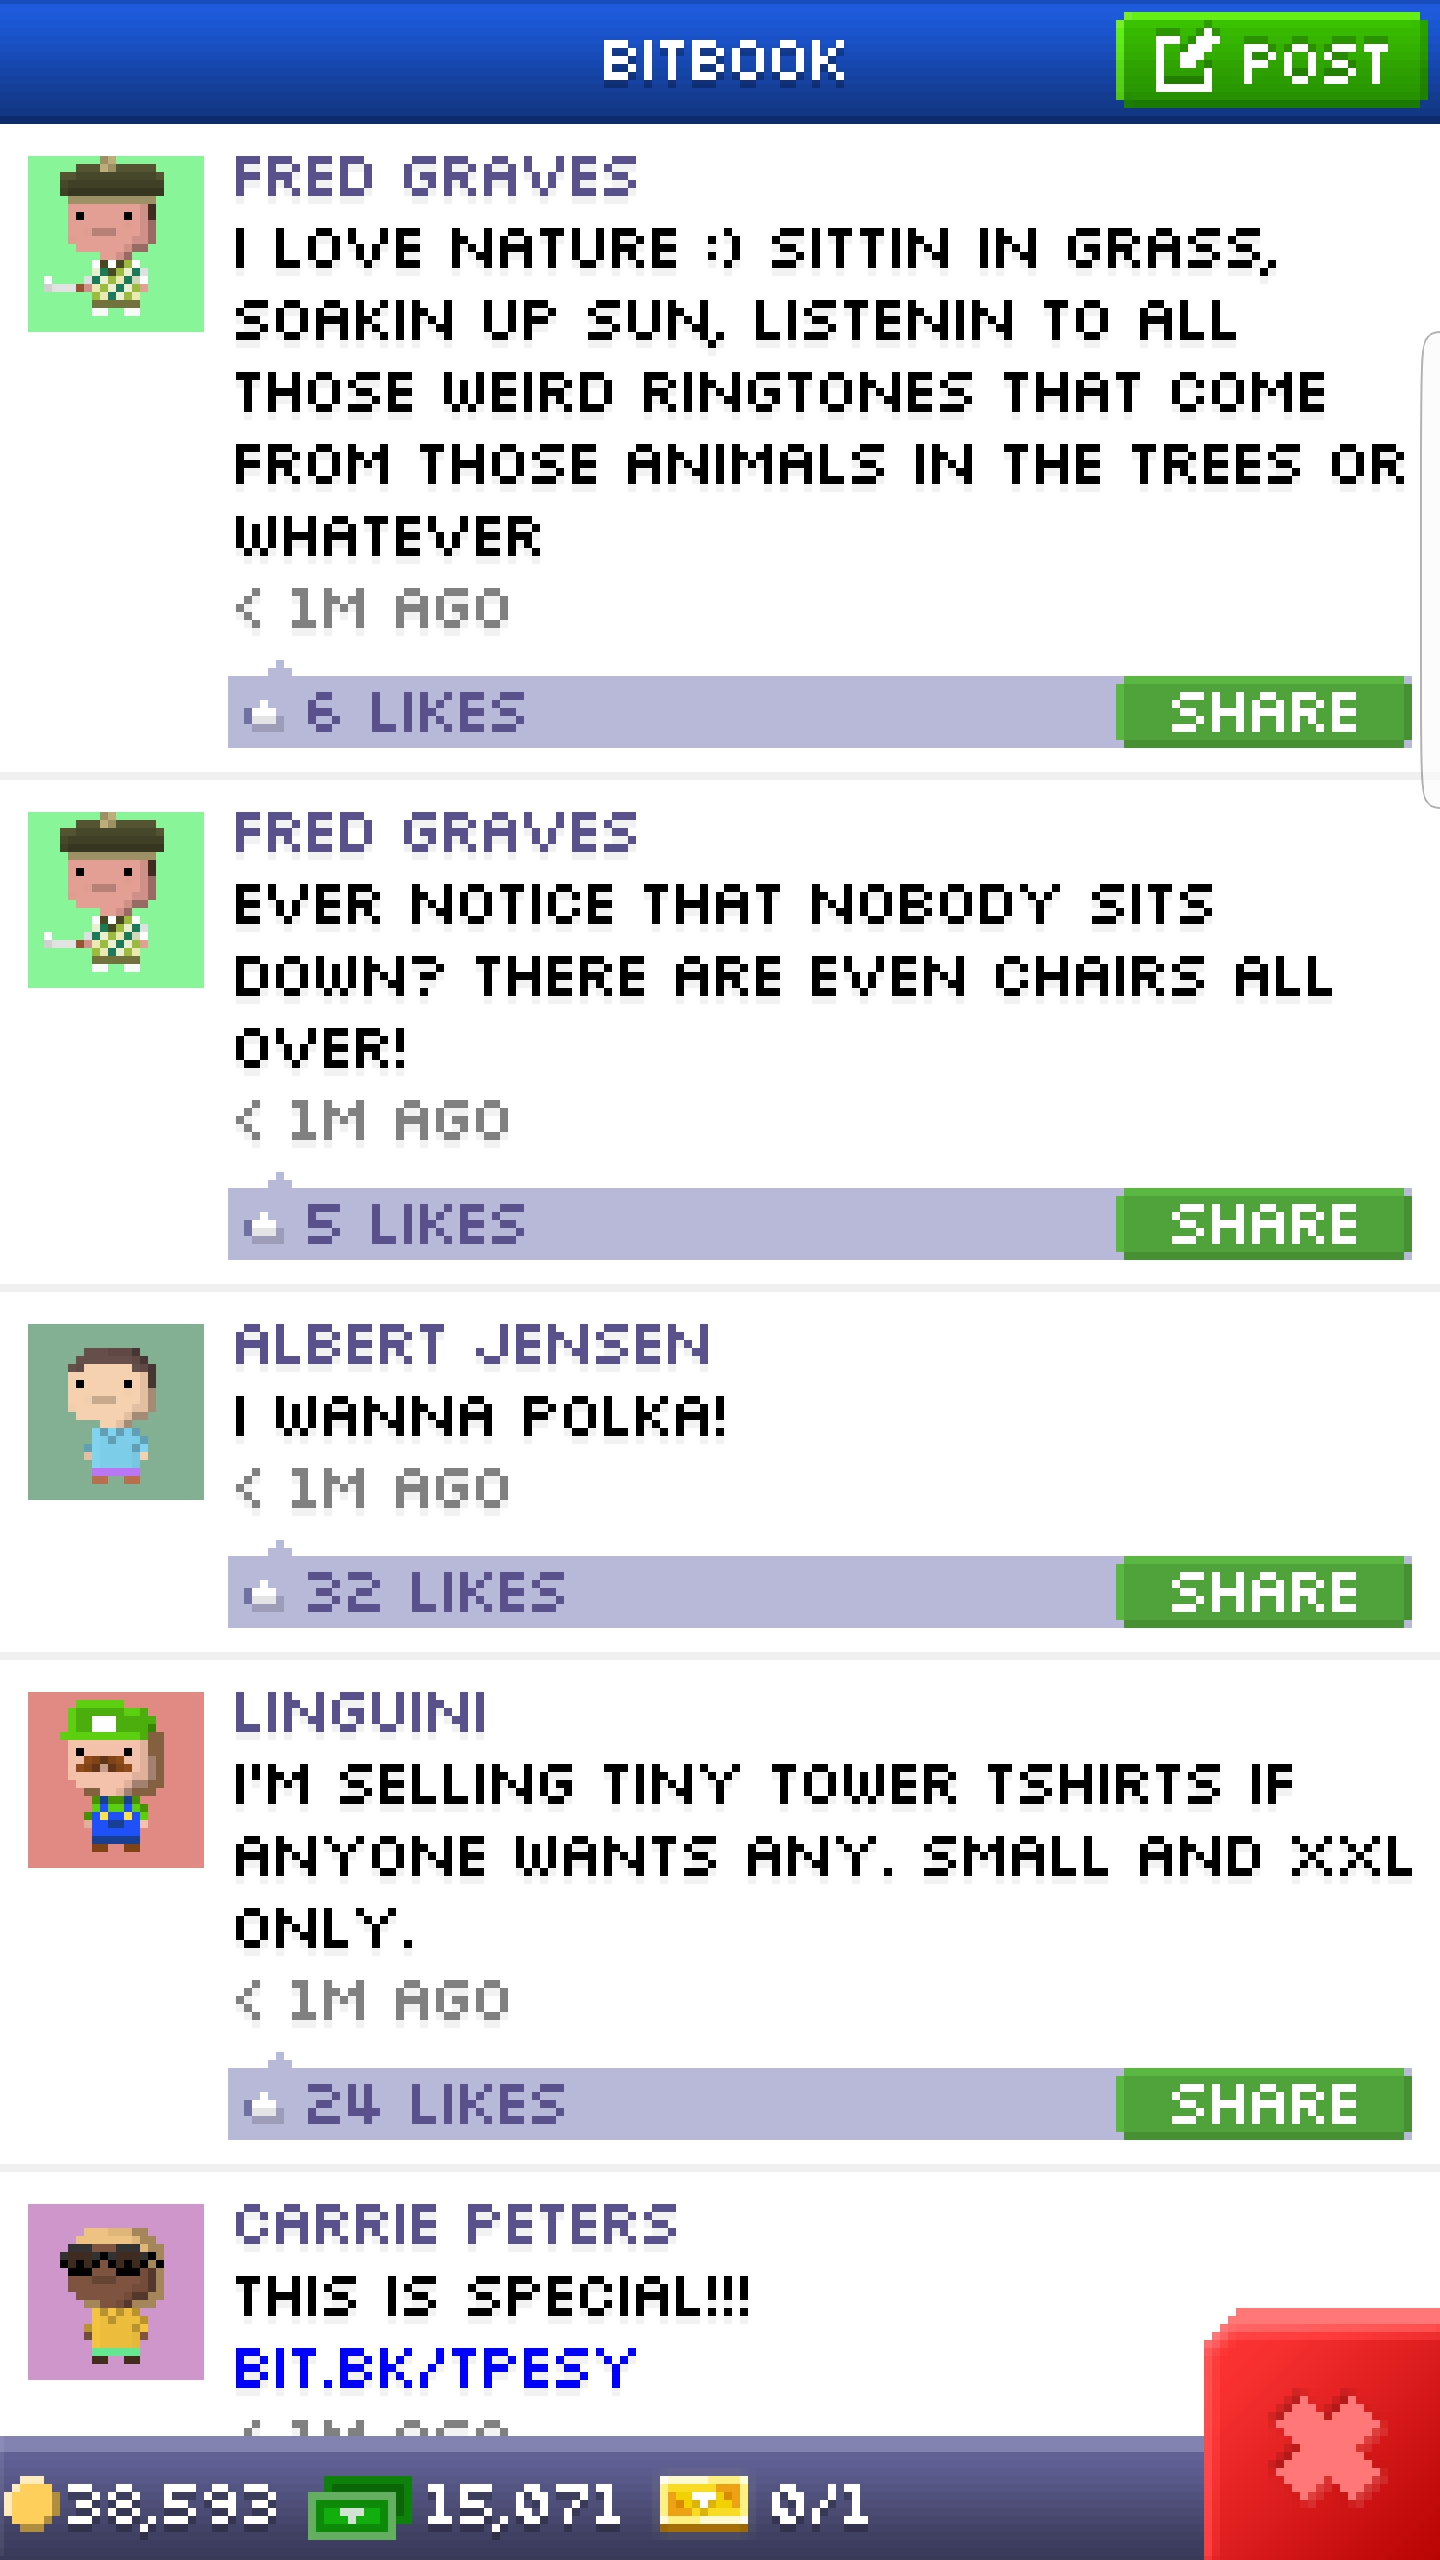 BITBOOK
POST
FRED GRAVES
I LOVE NATURE :) SITTIN IN GRASS,
SOAKIN UP SUN, LISTENIN TO ALL
THOSE WEIRD RINGTONES THAT COME
FROM THOSE ANIMALS IN THE TREES OR
WHATEVER
< 1M AGO
6 LIKES
SHARE
FRED GRAVES
EVER NOTICE THAT NOBODY SITS
DOWN? THERE ARE EVEN CHAIRS ALL
OVER!
< 1M AGO
5 LIKES
SHARE
ALBERT JENSEN
I WANNA POLKA!
< 1M AGO
32 LIKES
SHARE
LINGUINI
I'M SELLING TINY TOWER TSHIRTS IF
ANYONE WANTS ANY. SMALL AND XXL
ONLY.
< 1M AGO
24 LIKES
SHARE
CARRIE PETERS
THIS IS SPECIAL!!!
BIT.BK/TPESY
< 1M AGO
38,593
15,071
0/1